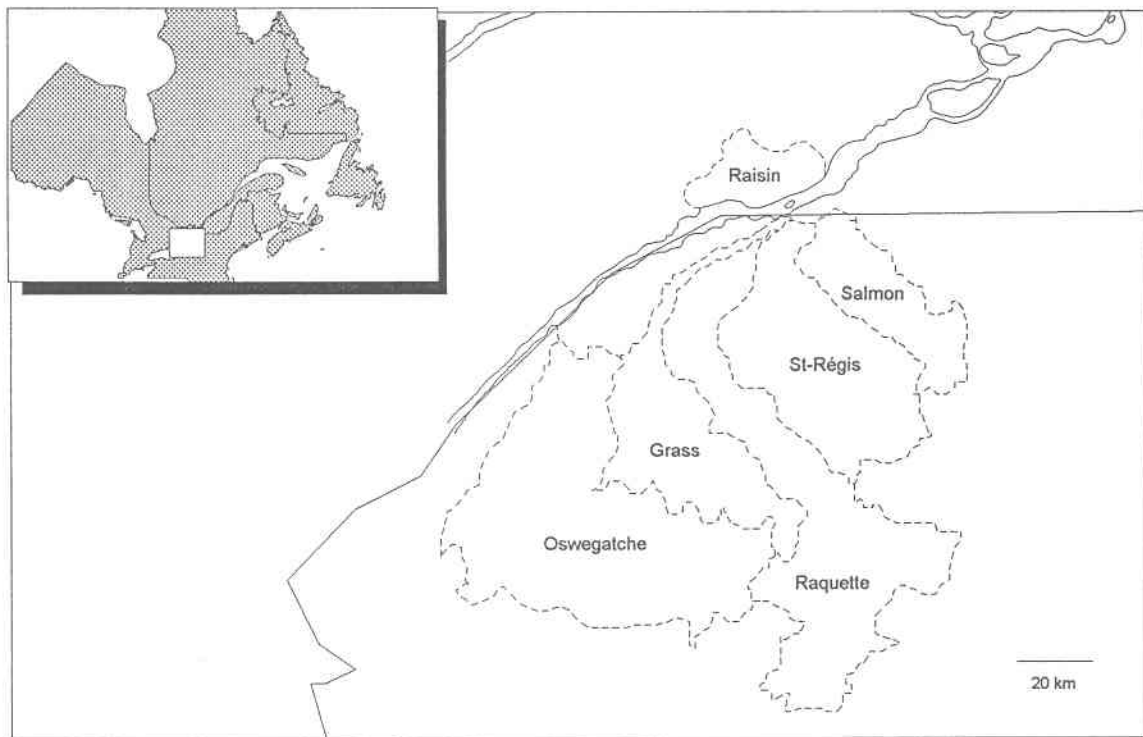 Raisin
Salmon
St-Régis
Grass
Oswegatche
Raquette
20 km